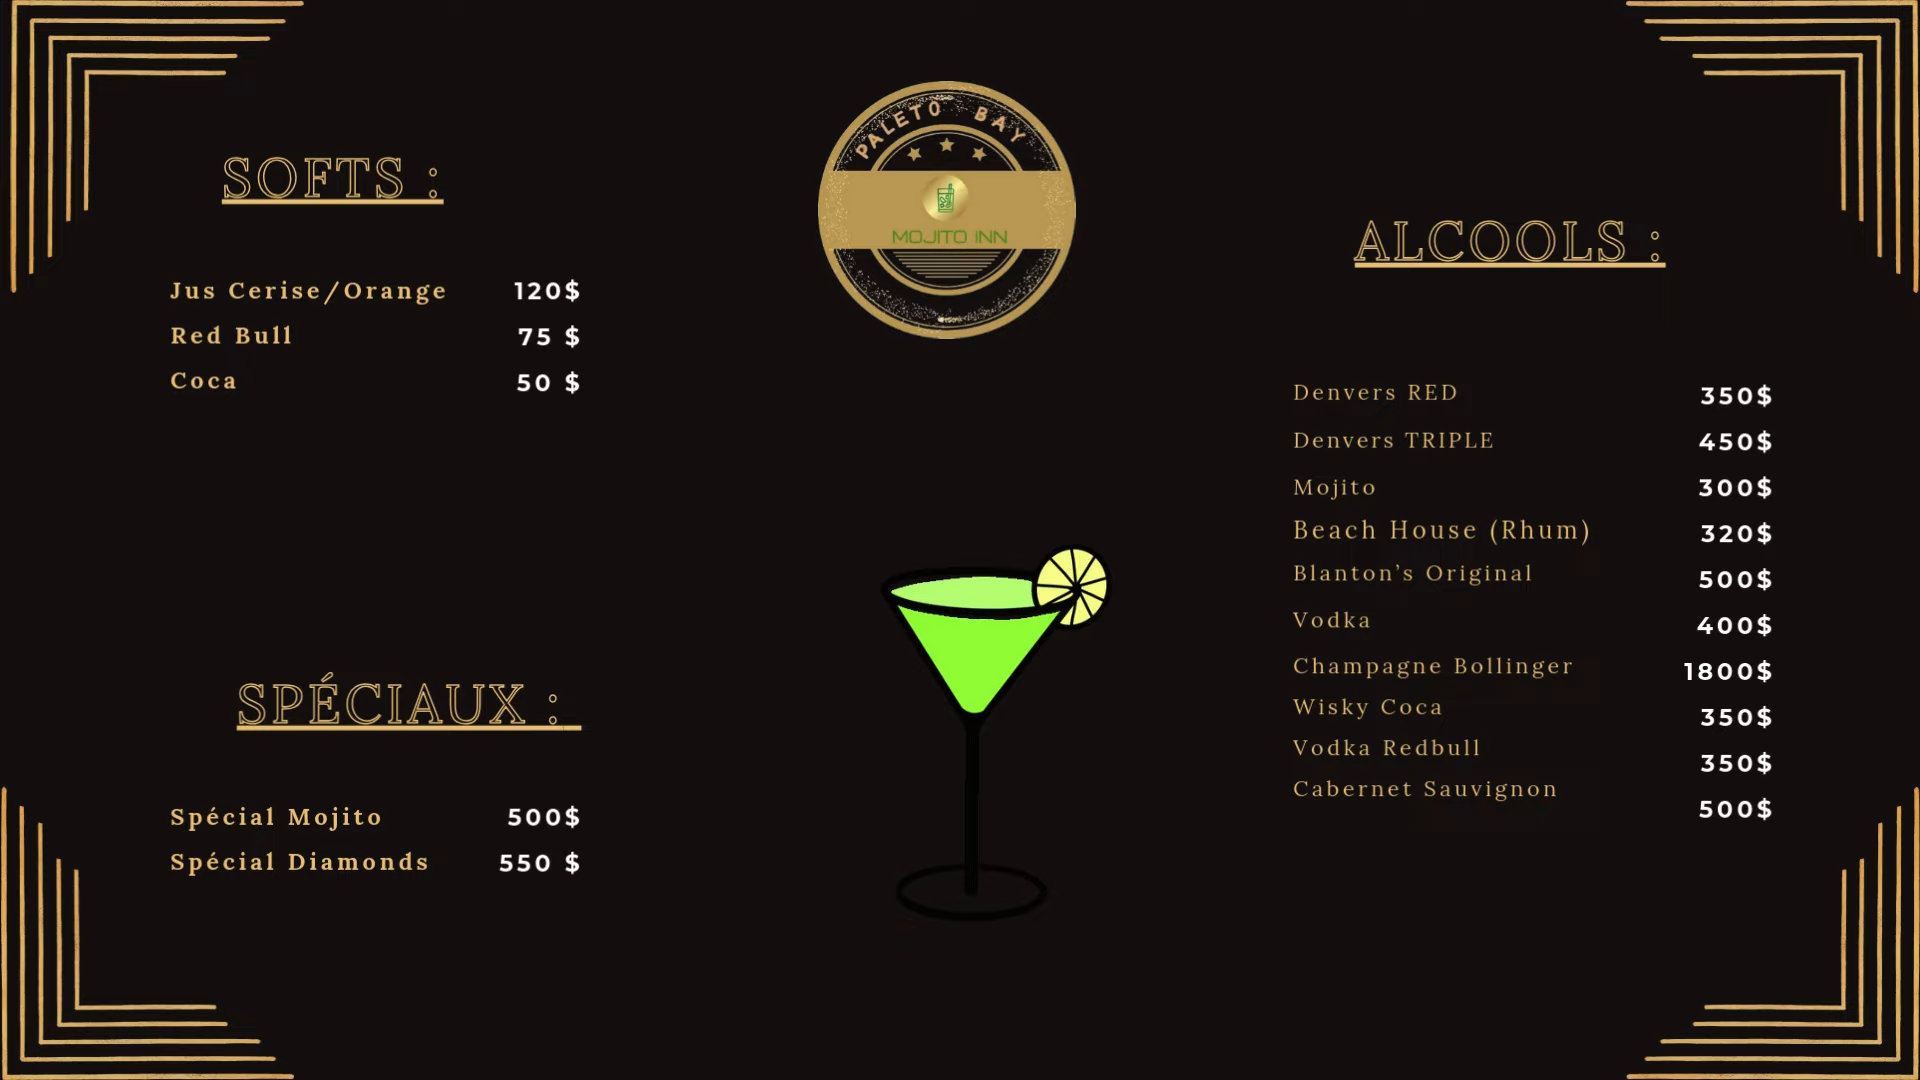 PALETO BAY
MOJITO INN
SOFTS :
Jus Cerise/Orange 120$
Red Bull 75 $
Coca 50 $
SPÉCIAUX :
Spécial Mojito 500$
Spécial Diamonds 550 $
ALCOOLS :
Denvers RED 350$
Denvers TRIPLE 450$
Mojito 300$
Beach House (Rhum) 320$
Blanton’s Original 500$
Vodka 400$
Champagne Bollinger 1800$
Wisky Coca 350$
Vodka Redbull 350$
Cabernet Sauvignon 500$